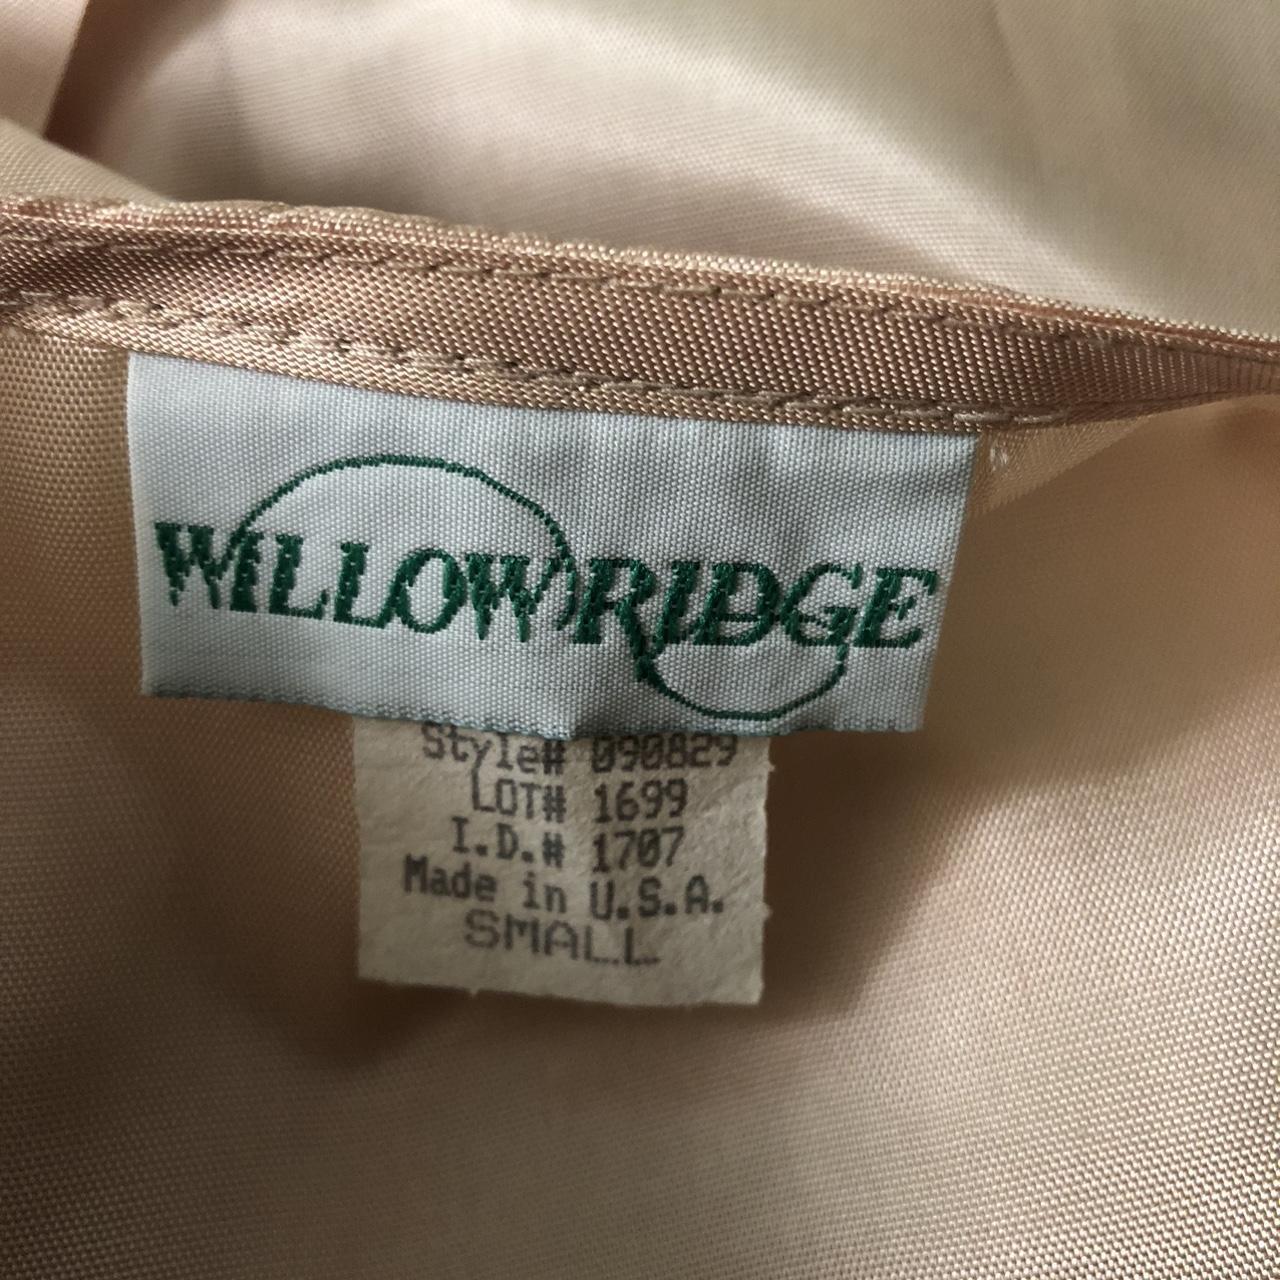 WILLOWRIDGE
Style# 090829
LOT# 1699
I.D.# 1707
Made in U.S.A.
SMALL